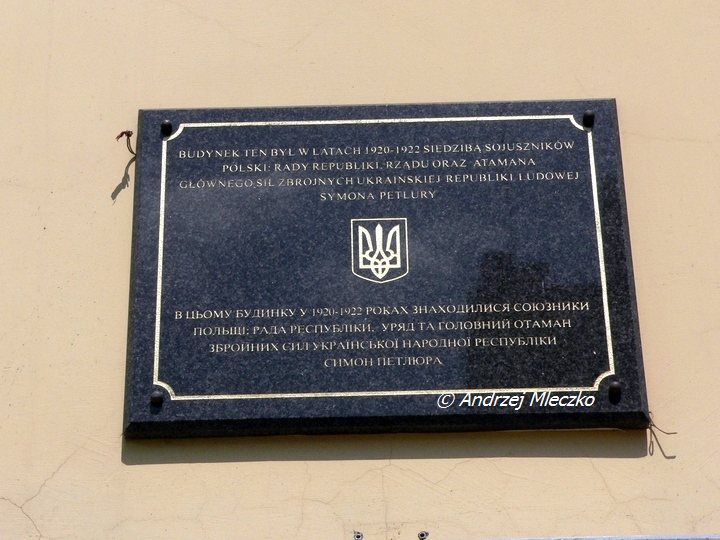 BUDYNEK TEN BYŁ W LATACH 1920-1922 SIEDZIBĄ SOJUSZNIKÓW
POLSKI: RADY REPUBLIKI, RZĄDU ORAZ ATAMANA
GŁÓWNEGO SIŁ ZBROJNYCH UKRAIŃSKIEJ REPUBLIKI LUDOWEJ
SYMONA PETLURY
В ЦЬОМУ БУДИНКУ У 1920-1922 РОКАХ ЗНАХОДИЛИСЯ СОЮЗНИКИ
ПОЛЬЩІ: РАДА РЕСПУБЛІКИ, УРЯД ТА ГОЛОВНИЙ ОТАМАН
ЗБРОЙНИХ СИЛ УКРАЇНСЬКОЇ НАРОДНОЇ РЕСПУБЛІКИ
СИМОН ПЕТЛЮРА
© Andrzej Mleczko